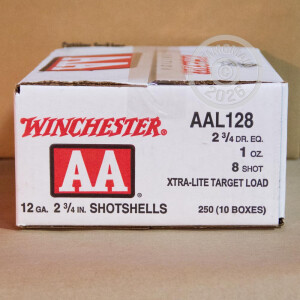 WINCHESTER®
AA®
12 GA. 2 3/4 IN. SHOTSHELLS
AAL128
2 3/4 DR. EQ.
1 OZ.
8 SHOT
XTRA-LITE TARGET LOAD
250 (10 BOXES)